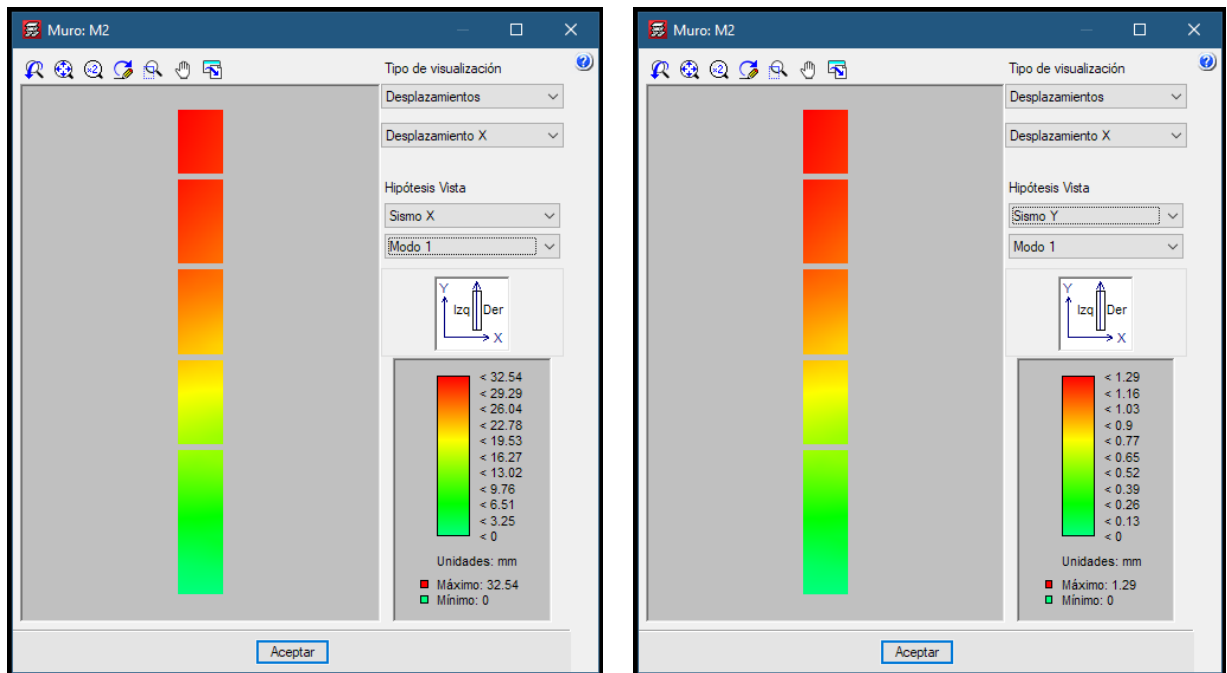 Muro: M2
Tipo de visualización
Desplazamientos
Desplazamiento X
Hipótesis Vista
Sismo X
Modo 1
Y
Izq Der
X
< 32.54
< 29.29
< 26.04
< 22.78
< 19.53
< 16.27
< 13.02
< 9.76
< 6.51
< 3.25
< 0
Unidades: mm
Máximo: 32.54
Mínimo: 0
Aceptar
Muro: M2
Tipo de visualización
Desplazamientos
Desplazamiento X
Hipótesis Vista
Sismo Y
Modo 1
Y
Izq Der
X
< 1.29
< 1.16
< 1.03
< 0.9
< 0.77
< 0.65
< 0.52
< 0.39
< 0.26
< 0.13
< 0
Unidades: mm
Máximo: 1.29
Mínimo: 0
Aceptar